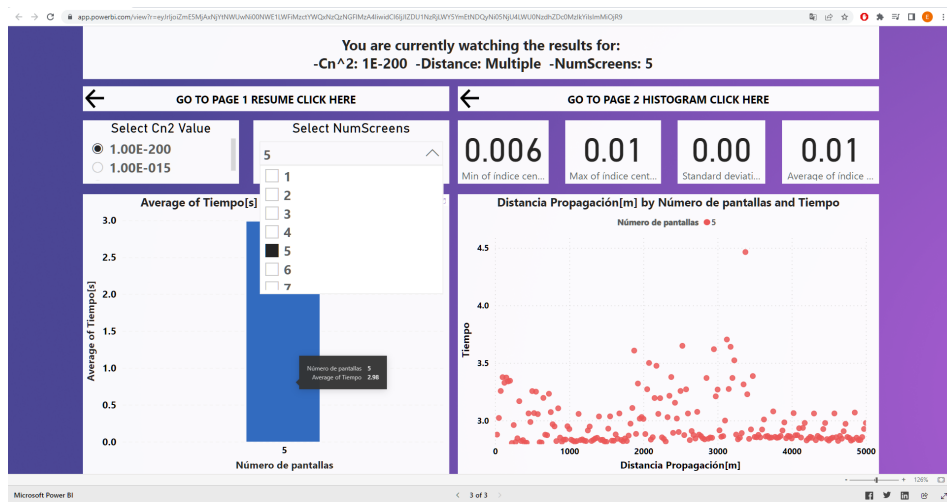 You are currently watching the results for:
-Cn^2: 1E-200 -Distance: Multiple -NumScreens: 5
GO TO PAGE 1 RESUME CLICK HERE
GO TO PAGE 2 HISTOGRAM CLICK HERE
Select Cn2 Value
1.00E-200
1.00E-015
Select NumScreens
5
1
2
3
4
5
6
7
0.006
Min of índice cen...
0.01
Max of índice cent...
0.00
Standard deviati...
0.01
Average of índice ...
Average of Tiempo[s]
Average of Tiempo[s]
3.0
2.5
2.0
1.5
1.0
0.5
0.0
Número de pantallas 5
Average of Tiempo 2.98
5
Número de pantallas
Distancia Propagación[m] by Número de pantallas and Tiempo
Número de pantallas 5
Tiempo
4.5
4.0
3.5
3.0
0 1000 2000 3000 4000 5000
Distancia Propagación[m]
126%
Microsoft Power BI
3 of 3